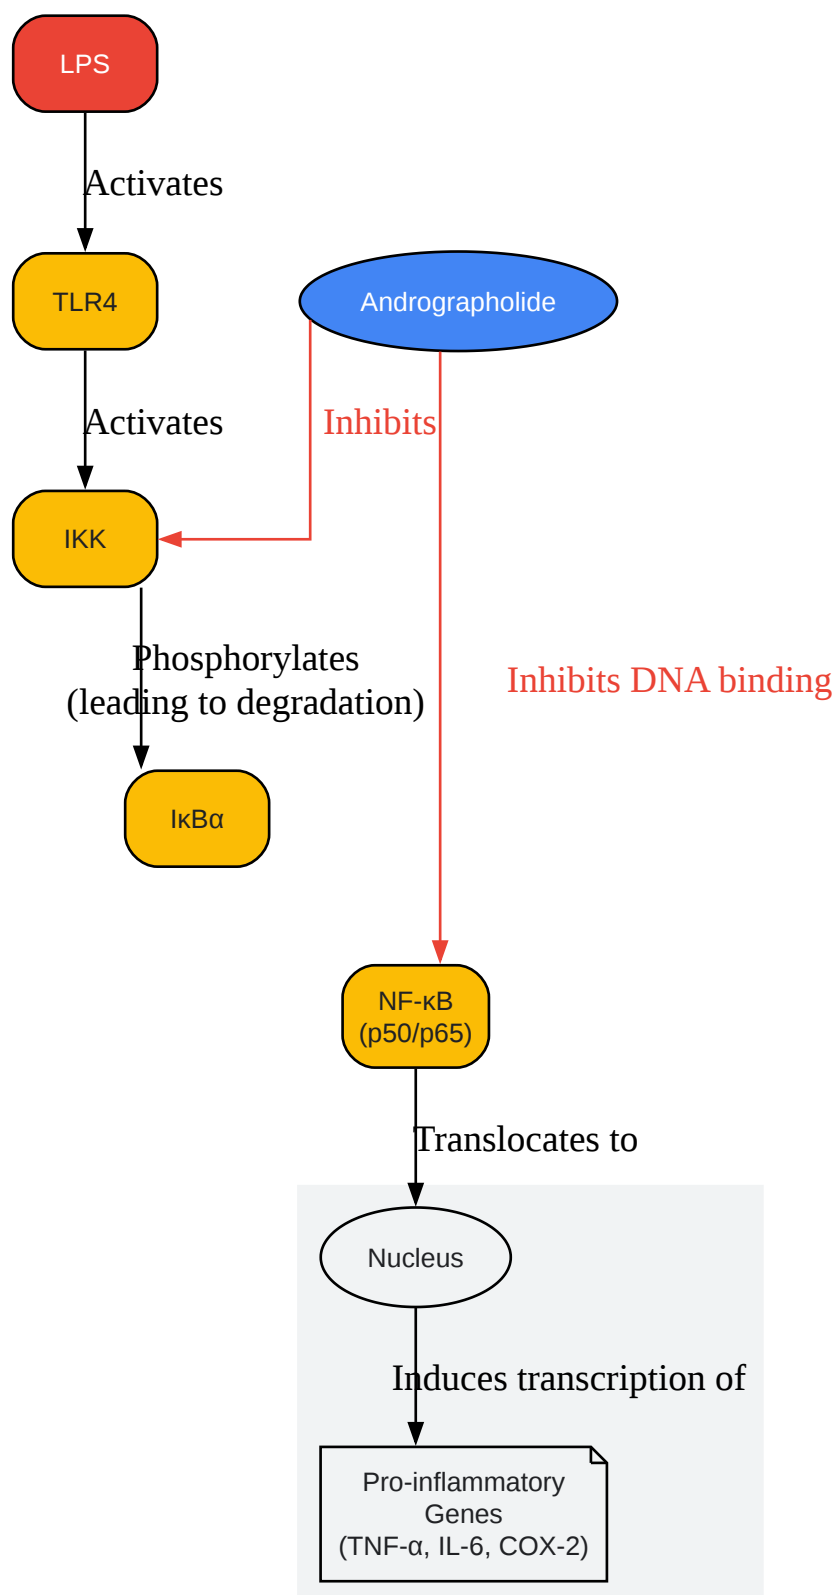 LPS
Activates
TLR4
Andrographolide
Activates
Inhibits
IKK
Phosphorylates
(leading to degradation)
Inhibits DNA binding
IκBα
NF-κB
(p50/p65)
Translocates to
Nucleus
Induces transcription of
Pro-inflammatory
Genes
(TNF-α, IL-6, COX-2)